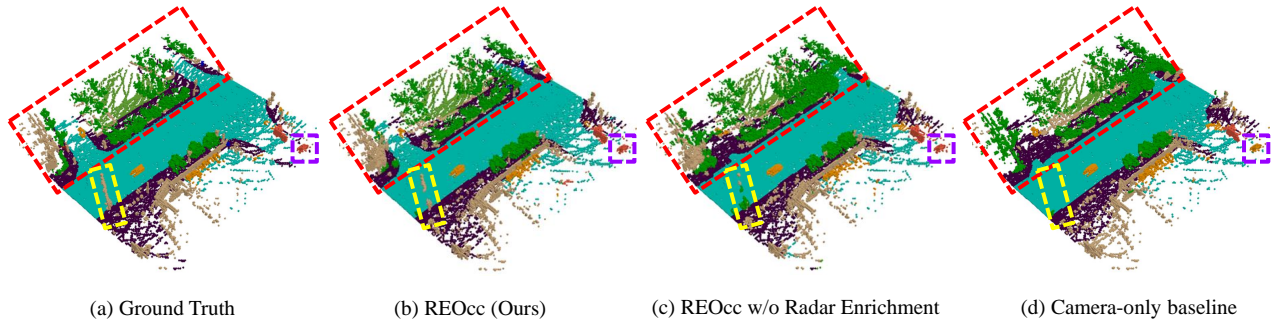 (a) Ground Truth
(b) REOcc (Ours)
(c) REOcc w/o Radar Enrichment
(d) Camera-only baseline